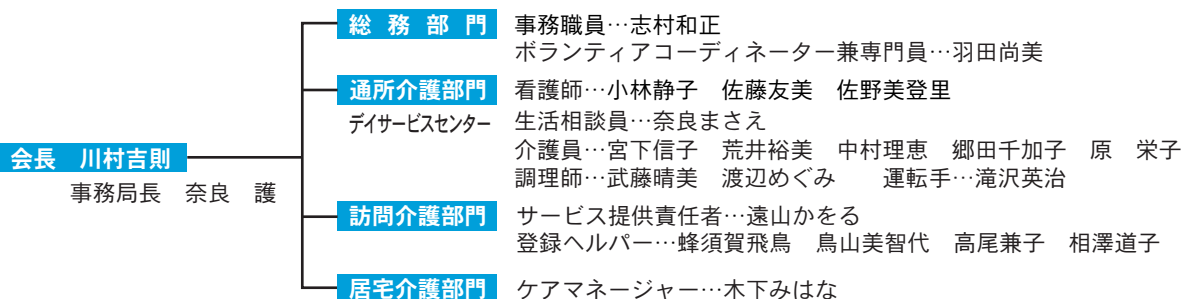 総務部門 事務職員…志村和正
ボランティアコーディネーター兼専門員…羽田尚美
通所介護部門 看護師…小林静子 佐藤友美 佐野美登里
デイサービスセンター 生活相談員…奈良まさえ
会長 川村吉則 介護員…宮下信子 荒井裕美 中村理恵 郷田千加子 原 栄子
調理師…武藤晴美 渡辺めぐみ 運転手…滝沢英治
事務局長 奈良 護
訪問介護部門 サービス提供責任者…遠山かをる
登録ヘルパー…蜂須賀飛鳥 鳥山美智代 高尾兼子 相澤道子
居宅介護部門 ケアマネージャー…木下みはな